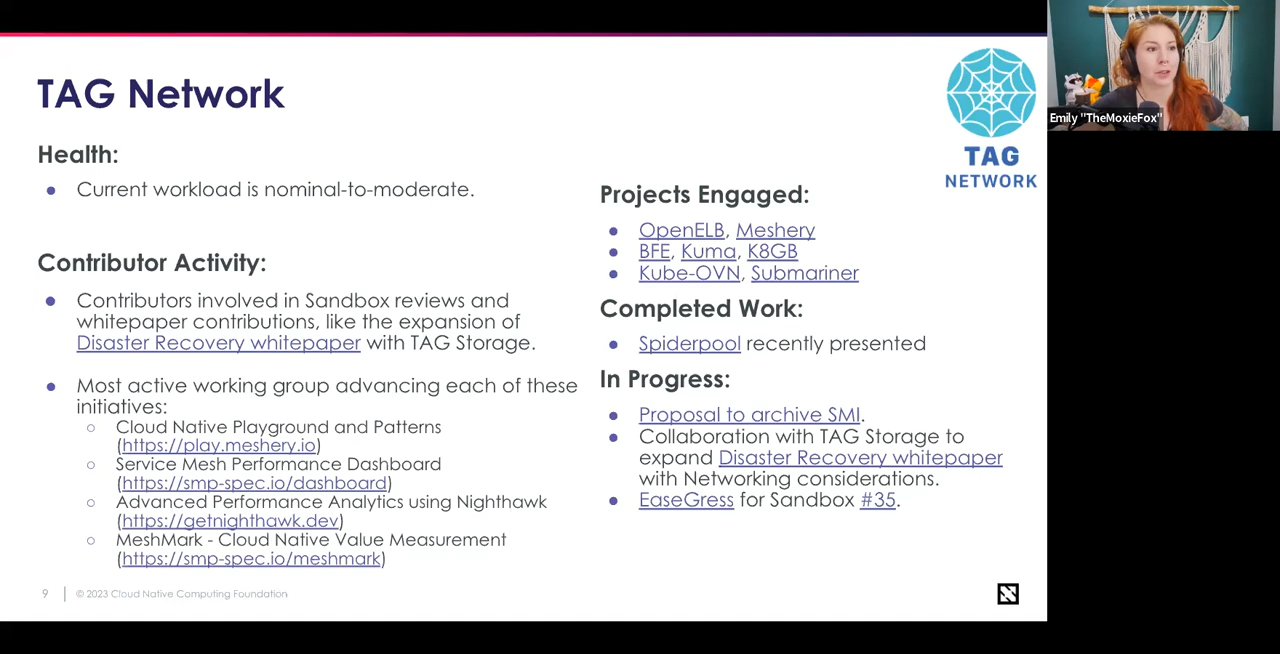 TAG Network
Health:
● Current workload is nominal-to-moderate.
Contributor Activity:
● Contributors involved in Sandbox reviews and
whitepaper contributions, like the expansion of
Disaster Recovery whitepaper with TAG Storage.
● Most active working group advancing each of these
initiatives:
○ Cloud Native Playground and Patterns
(https://play.meshery.io)
○ Service Mesh Performance Dashboard
(https://smp-spec.io/dashboard)
○ Advanced Performance Analytics using Nighthawk
(https://getnighthawk.dev)
○ MeshMark - Cloud Native Value Measurement
(https://smp-spec.io/meshmark)
TAG
NETWORK
Projects Engaged:
● OpenELB, Meshery
● BFE, Kuma, K8GB
● Kube-OVN, Submariner
Completed Work:
● Spiderpool recently presented
In Progress:
● Proposal to archive SMI.
● Collaboration with TAG Storage to
expand Disaster Recovery whitepaper
with Networking considerations.
● EaseGress for Sandbox #35.
9 | © 2023 Cloud Native Computing Foundation
Emily "TheMoxieFox"